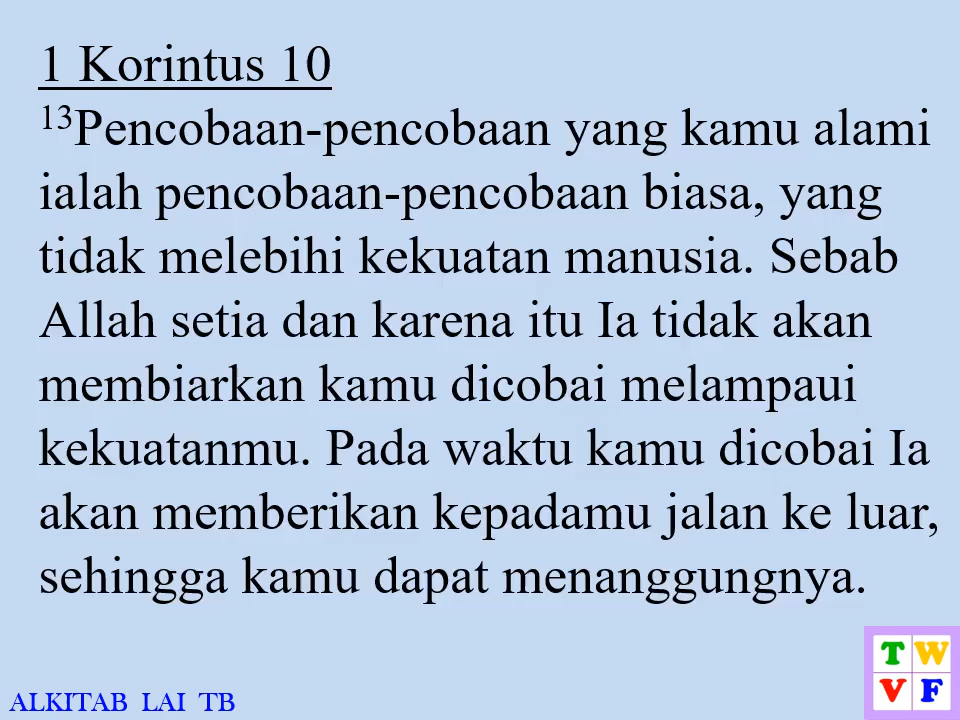 1 Korintus 10
13Pencobaan-pencobaan yang kamu alami
ialah pencobaan-pencobaan biasa, yang
tidak melebihi kekuatan manusia. Sebab
Allah setia dan karena itu Ia tidak akan
membiarkan kamu dicobai melampaui
kekuatanmu. Pada waktu kamu dicobai Ia
akan memberikan kepadamu jalan ke luar,
sehingga kamu dapat menanggungnya.
ALKITAB LAI TB
T W
V F